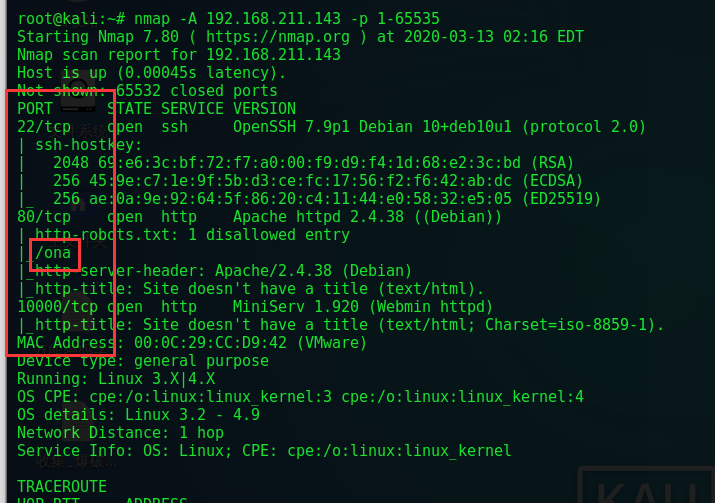 root@kali:~# nmap -A 192.168.211.143 -p 1-65535
Starting Nmap 7.80 ( https://nmap.org ) at 2020-03-13 02:16 EDT
Nmap scan report for 192.168.211.143
Host is up (0.00045s latency).
Not shown: 65532 closed ports
PORT      STATE SERVICE VERSION
22/tcp    open  ssh     OpenSSH 7.9p1 Debian 10+deb10u1 (protocol 2.0)
| ssh-hostkey:
|   2048 69:e6:3c:bf:72:f7:a0:00:f9:d9:f4:1d:68:e2:3c:bd (RSA)
|   256 45:9e:c7:1e:9f:5b:d3:ce:fc:17:56:f2:f6:42:ab:dc (ECDSA)
|_  256 ae:0a:9e:92:64:5f:86:20:c4:11:44:e0:58:32:e5:05 (ED25519)
80/tcp    open  http    Apache httpd 2.4.38 ((Debian))
| http-robots.txt: 1 disallowed entry
|_/ona
|_http-server-header: Apache/2.4.38 (Debian)
|_http-title: Site doesn't have a title (text/html).
10000/tcp open  http    MiniServ 1.920 (Webmin httpd)
|_http-title: Site doesn't have a title (text/html; Charset=iso-8859-1).
MAC Address: 00:0C:29:CC:D9:42 (VMware)
Device type: general purpose
Running: Linux 3.X|4.X
OS CPE: cpe:/o:linux:linux_kernel:3 cpe:/o:linux:linux_kernel:4
OS details: Linux 3.2 - 4.9
Network Distance: 1 hop
Service Info: OS: Linux; CPE: cpe:/o:linux:linux_kernel
TRACEROUTE
HOP RTT     ADDRESS
KALI